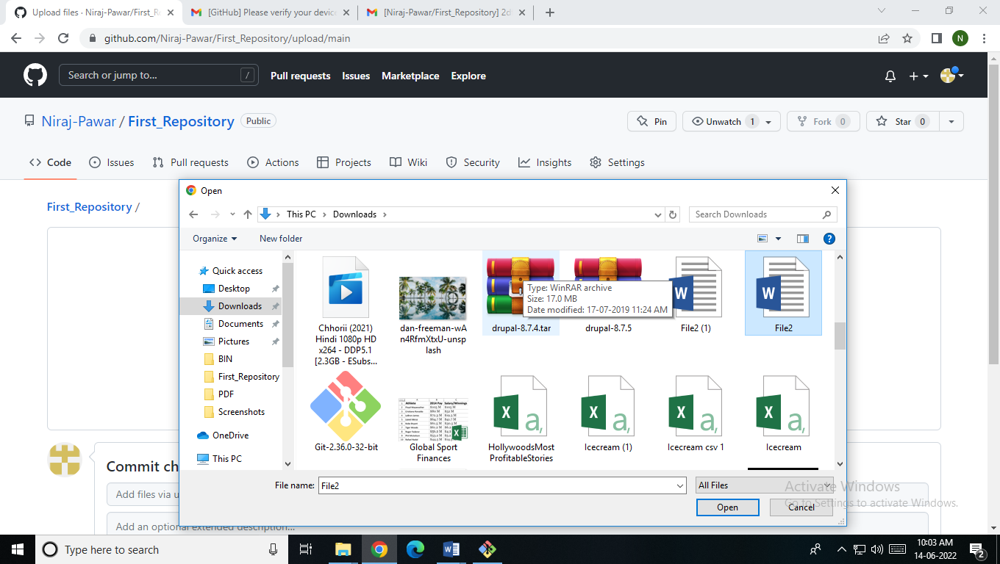 Upload files · Niraj-Pawar/First_R
[GitHub] Please verify your device
[Niraj-Pawar/First_Repository] 2d
github.com/Niraj-Pawar/First_Repository/upload/main
N
Search or jump to...
/
Pull requests
Issues
Marketplace
Explore
Niraj-Pawar / First_Repository
Public
Pin
Unwatch 1
Fork 0
Star 0
Code
Issues
Pull requests
Actions
Projects
Wiki
Security
Insights
Settings
First_Repository /
Open
This PC > Downloads >
Search Downloads
Organize
New folder
Quick access
Desktop
Downloads
Documents
Pictures
BIN
First_Repository
PDF
Screenshots
OneDrive
This PC
Chhorii (2021)
Hindi 1080p HD
x264 - DDP5.1
[2.3GB - ESubs...
dan-freeman-wA
n4RfmXtxU-unsp
lash
drupal-8.7.4.tar
Type: WinRAR archive
Size: 17.0 MB
Date modified: 17-07-2019 11:24 AM
drupal-8.7.5
File2 (1)
File2
Git-2.36.0-32-bit
Global Sport
Finances
HollywoodsMost
ProfitableStories
Icecream (1)
Icecream csv 1
Icecream
File name:
File2
All Files
Open
Cancel
Commit ch
Add files via u
Add an optional extended description...
Activate Windows
Go to Settings to activate Windows.
Type here to search
10:03 AM
14-06-2022
2